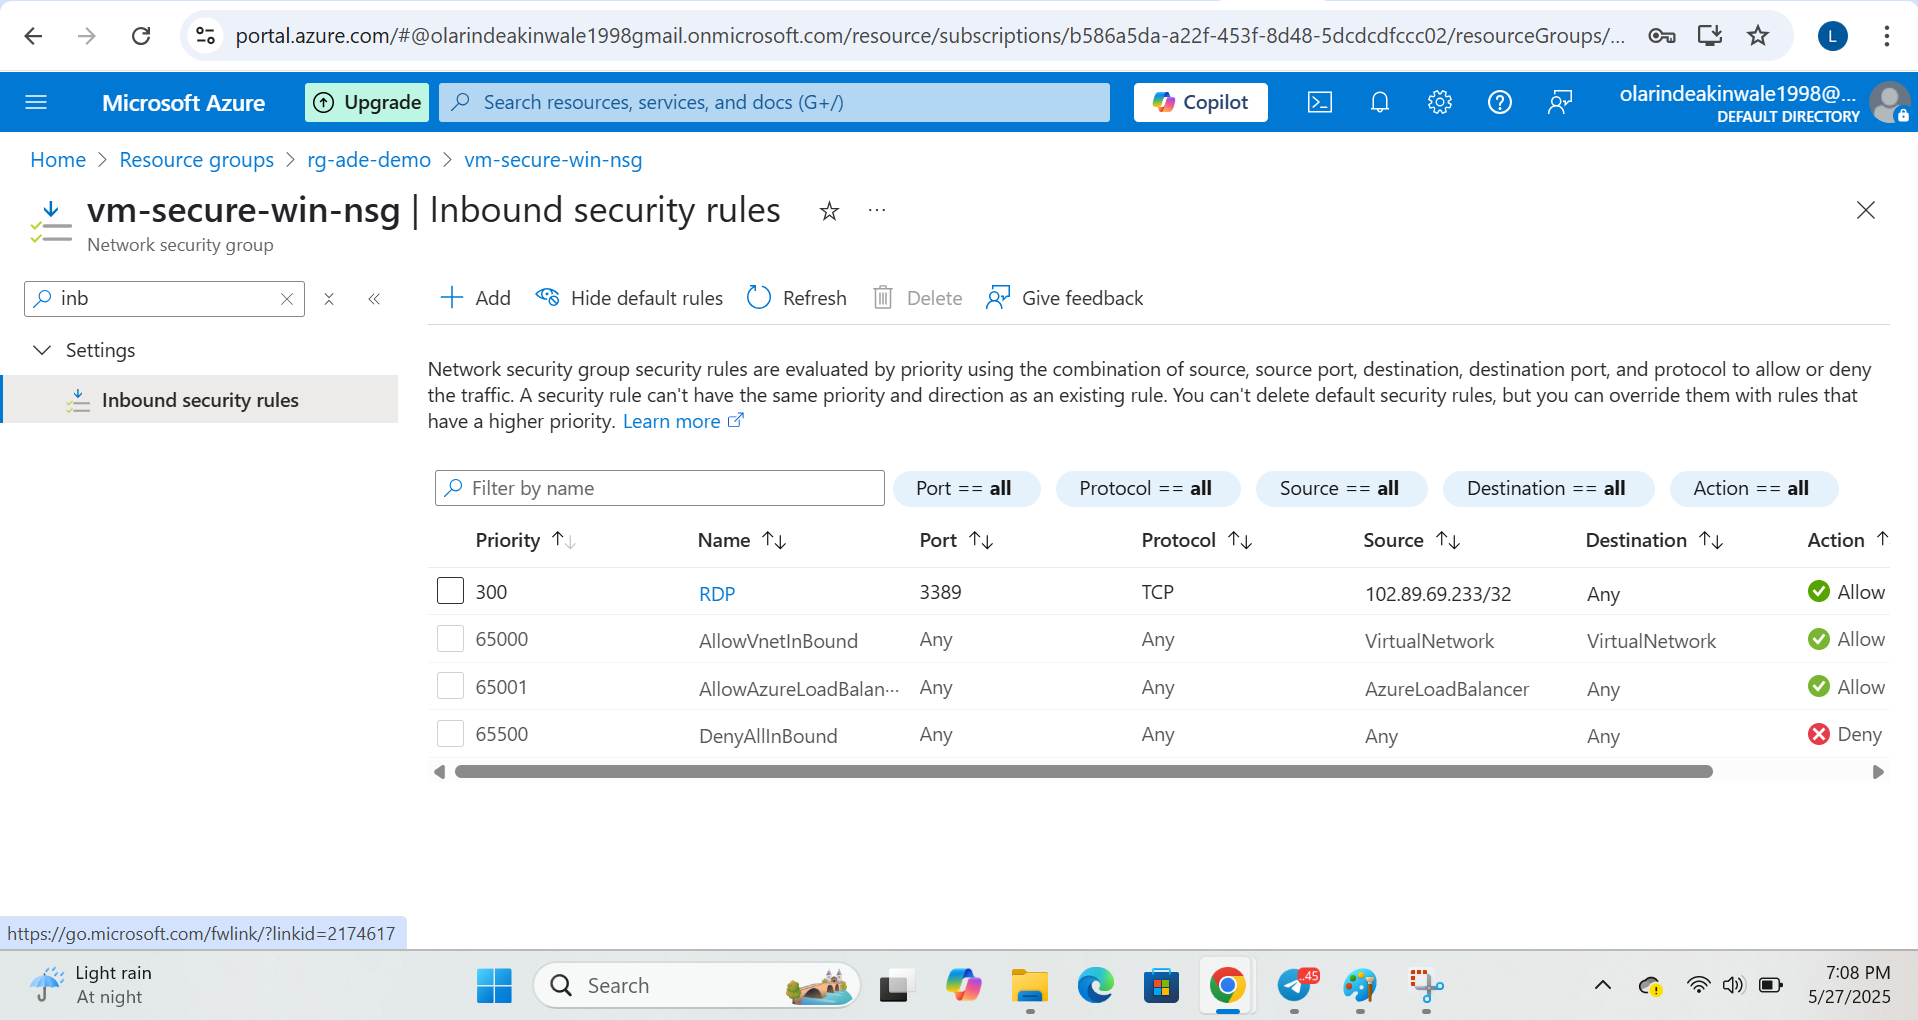 portal.azure.com/#@olarindeakinwale1998gmail.onmicrosoft.com/resource/subscriptions/b586a5da-a22f-453f-8d48-5dcdcdfccc02/resourceGroups/...
L
Microsoft Azure
Upgrade
Search resources, services, and docs (G+/)
Copilot
olarindeakinwale1998@...
DEFAULT DIRECTORY
Home > Resource groups > rg-ade-demo > vm-secure-win-nsg
vm-secure-win-nsg | Inbound security rules
Network security group
inb
Settings
Inbound security rules
Add Hide default rules Refresh Delete Give feedback
Network security group security rules are evaluated by priority using the combination of source, source port, destination, destination port, and protocol to allow or deny
the traffic. A security rule can't have the same priority and direction as an existing rule. You can't delete default security rules, but you can override them with rules that
have a higher priority. Learn more
Filter by name Port == all Protocol == all Source == all Destination == all Action == all
Priority Name Port Protocol Source Destination Action
300 RDP 3389 TCP 102.89.69.233/32 Any Allow
65000 AllowVnetInBound Any Any VirtualNetwork VirtualNetwork Allow
65001 AllowAzureLoadBalan... Any Any AzureLoadBalancer Any Allow
65500 DenyAllInBound Any Any Any Any Deny
https://go.microsoft.com/fwlink/?linkid=2174617
Light rain
At night
Search
.45
7:08 PM
5/27/2025